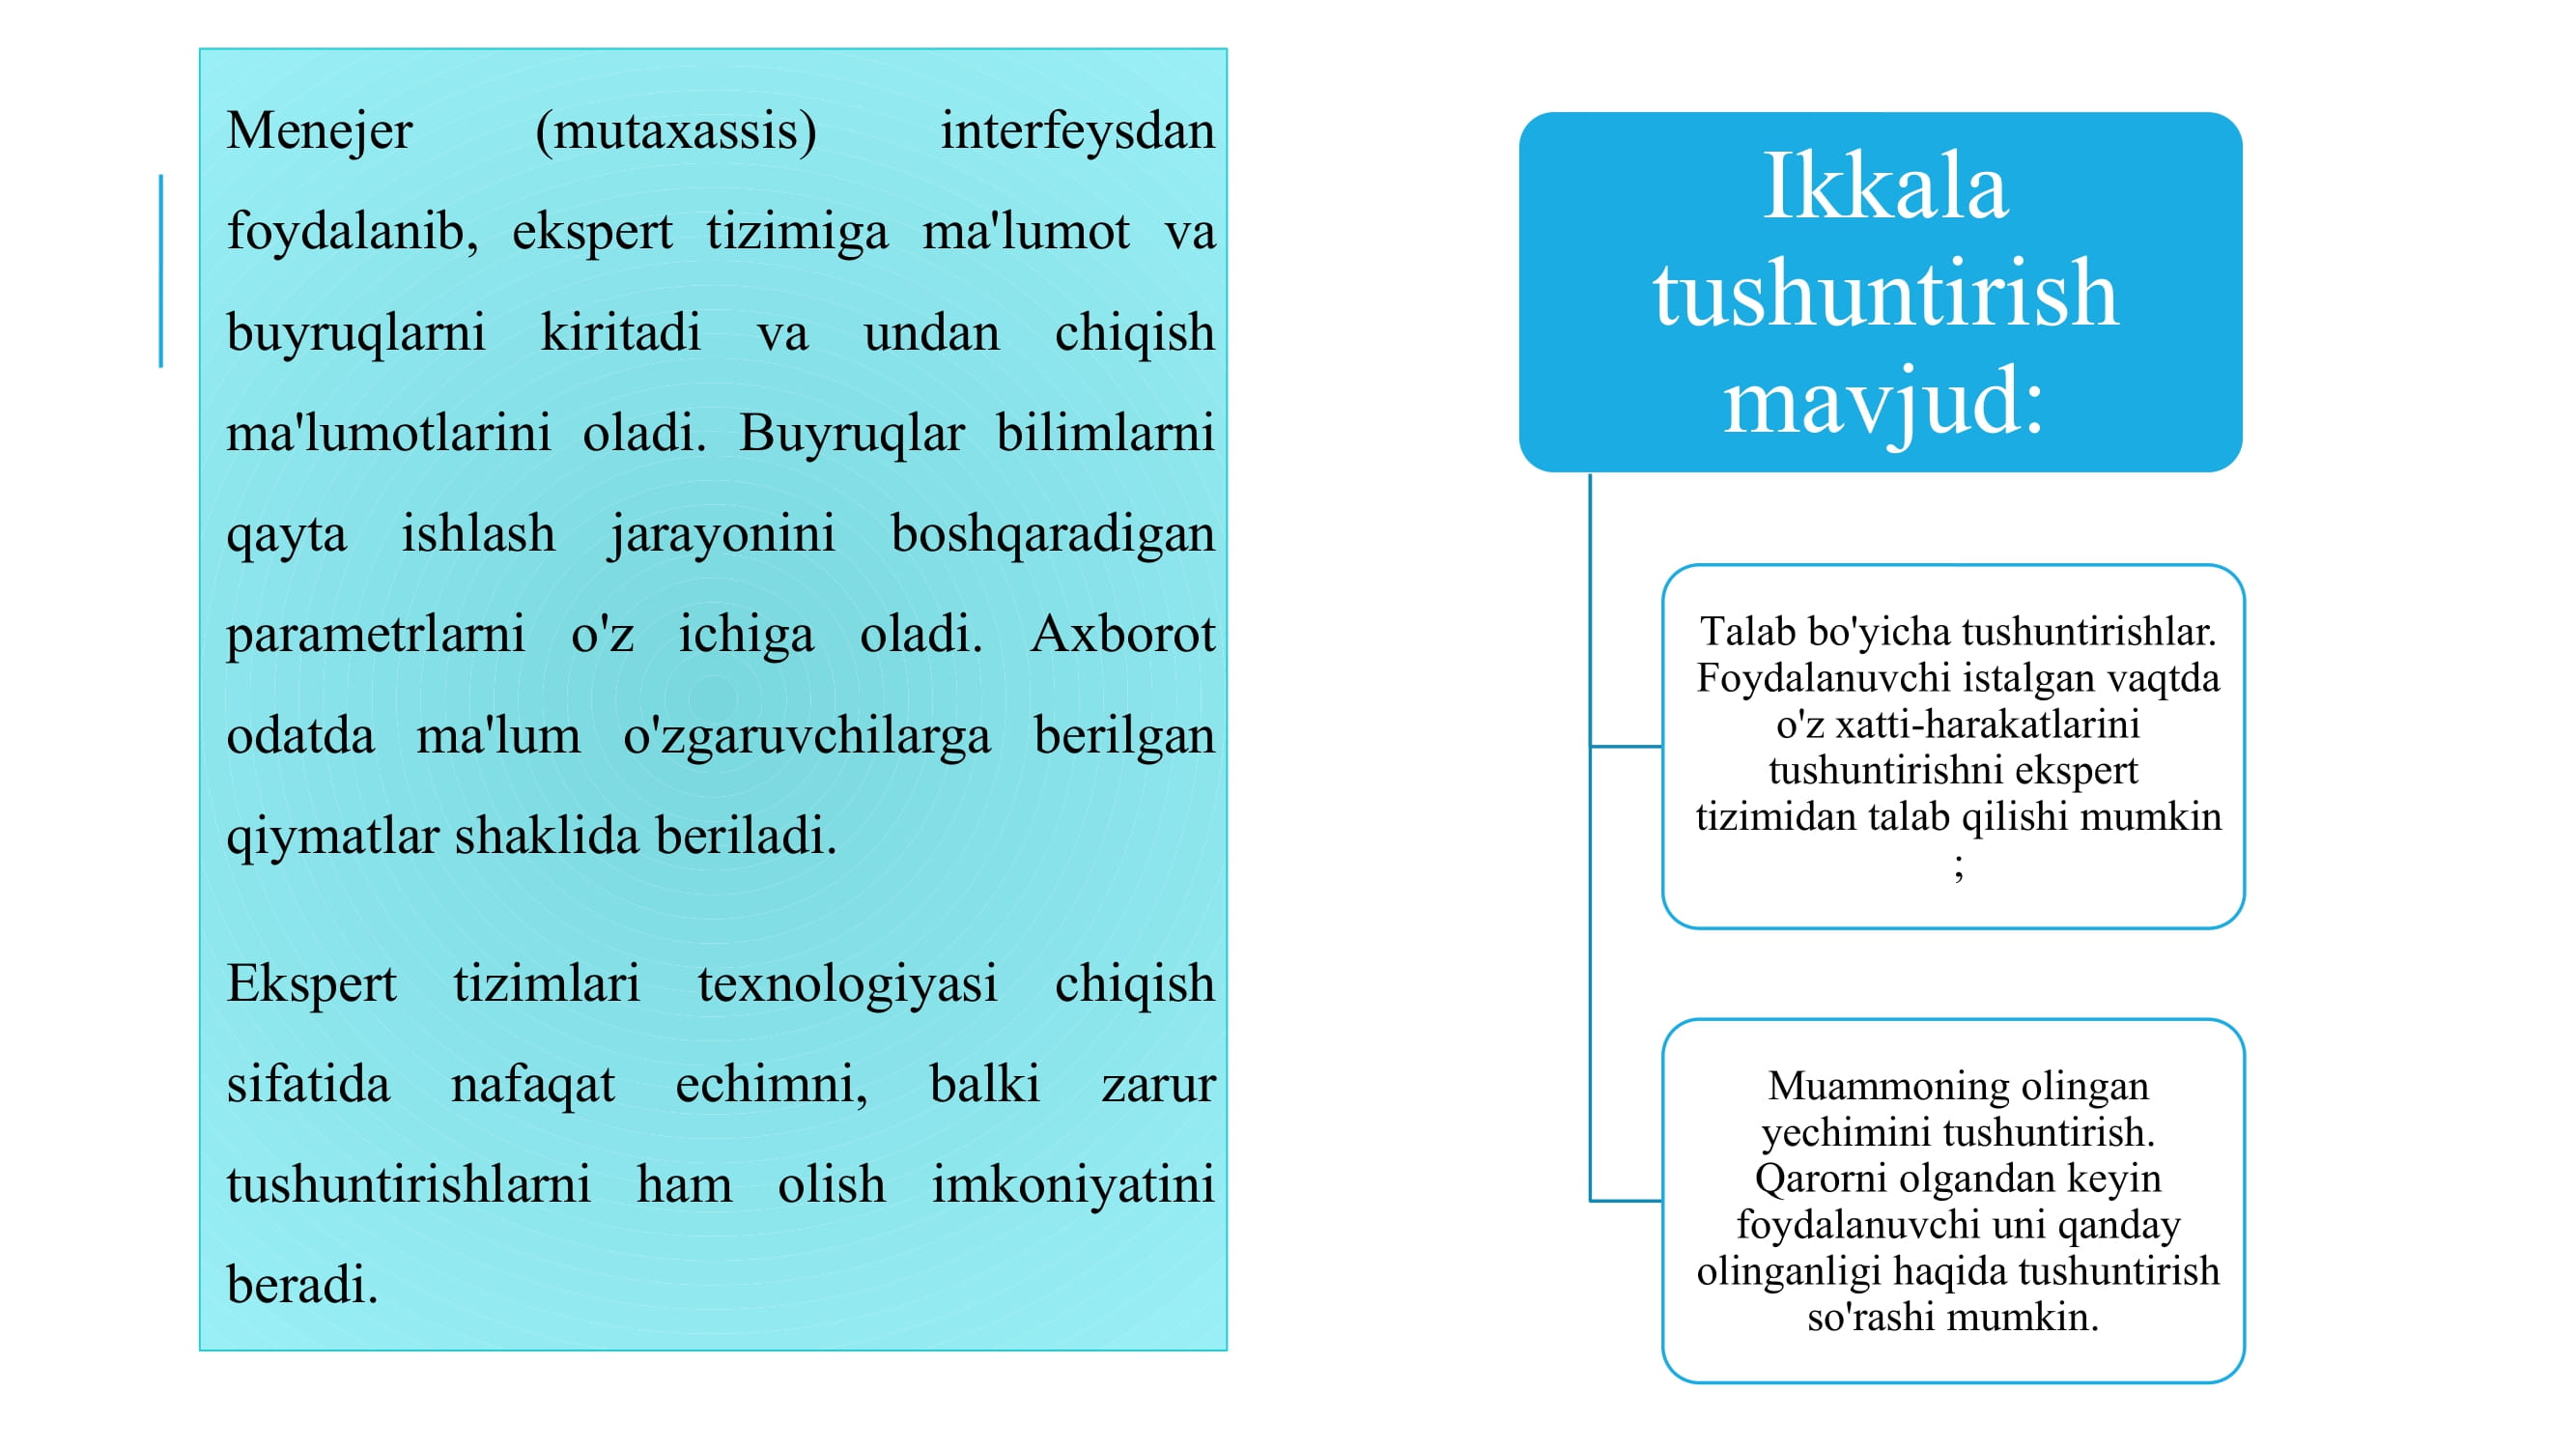 Menejer (mutaxassis) interfeysdan
foydalanib, ekspert tizimiga ma'lumot va
buyruqlarni kiritadi va undan chiqish
ma'lumotlarini oladi. Buyruqlar bilimlarni
qayta ishlash jarayonini boshqaradigan
parametrlarni o'z ichiga oladi. Axborot
odatda ma'lum o'zgaruvchilarga berilgan
qiymatlar shaklida beriladi.
Ekspert tizimlari texnologiyasi chiqish
sifatida nafaqat echimni, balki zarur
tushuntirishlarni ham olish imkoniyatini
beradi.
Ikkala
tushuntirish
mavjud:
Talab bo'yicha tushuntirishlar.
Foydalanuvchi istalgan vaqtda
o'z xatti-harakatlarini
tushuntirishni ekspert
tizimidan talab qilishi mumkin
;
Muammoning olingan
yechimini tushuntirish.
Qarorni olgandan keyin
foydalanuvchi uni qanday
olinganligi haqida tushuntirish
so'rashi mumkin.